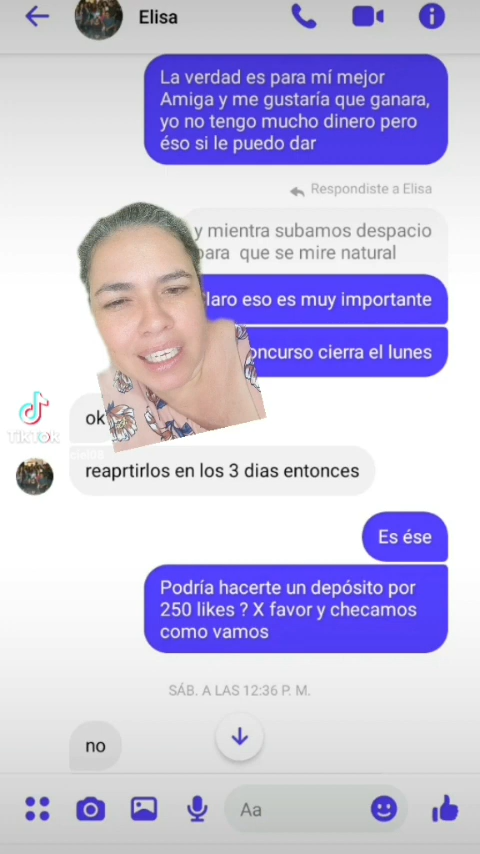 Elisa
La verdad es para mí mejor
Amiga y me gustaría que ganara,
yo no tengo mucho dinero pero
éso si le puedo dar
Respondiste a Elisa
y mientra subamos despacio
para que se mire natural
laro eso es muy importante
oncurso cierra el lunes
ok
TikTok
reaprtirlos en los 3 dias entonces
Es ése
Podría hacerte un depósito por
250 likes ? X favor y checamos
como vamos
SÁB. A LAS 12:36 P. M.
no
Aa